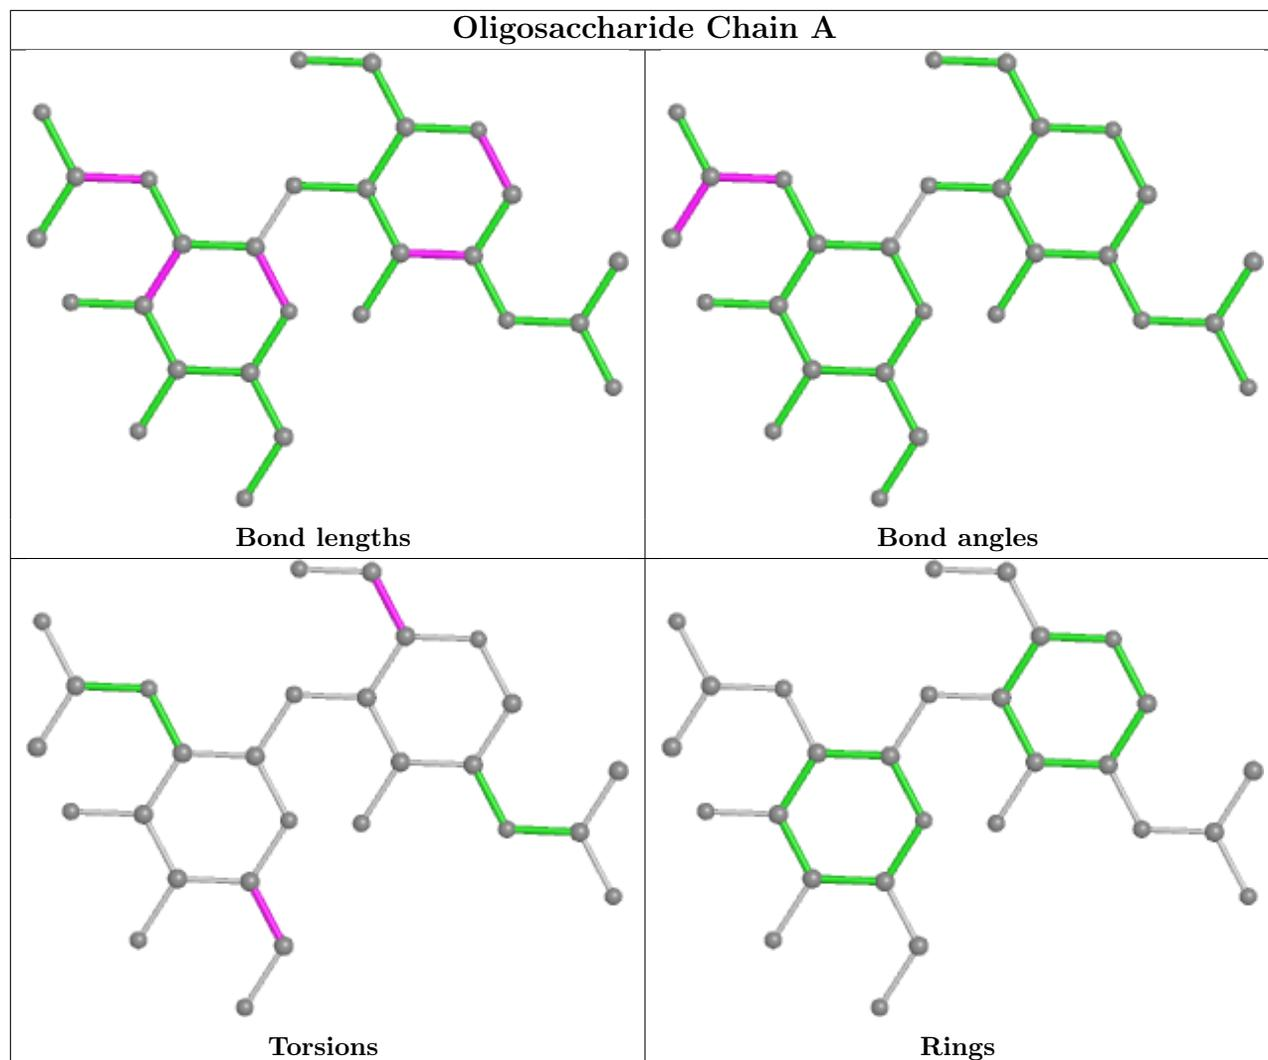 Oligosaccharide Chain A
Bond lengths
Bond angles
Torsions
Rings